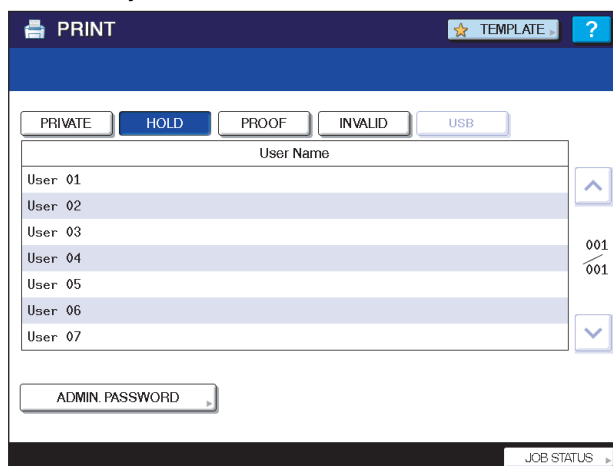 PRINT TEMPLATE ?
PRIVATE HOLD PROOF INVALID USB
User Name
User 01
User 02
User 03
001
User 04
001
User 05
User 06
User 07
ADMIN. PASSWORD
JOB STATUS